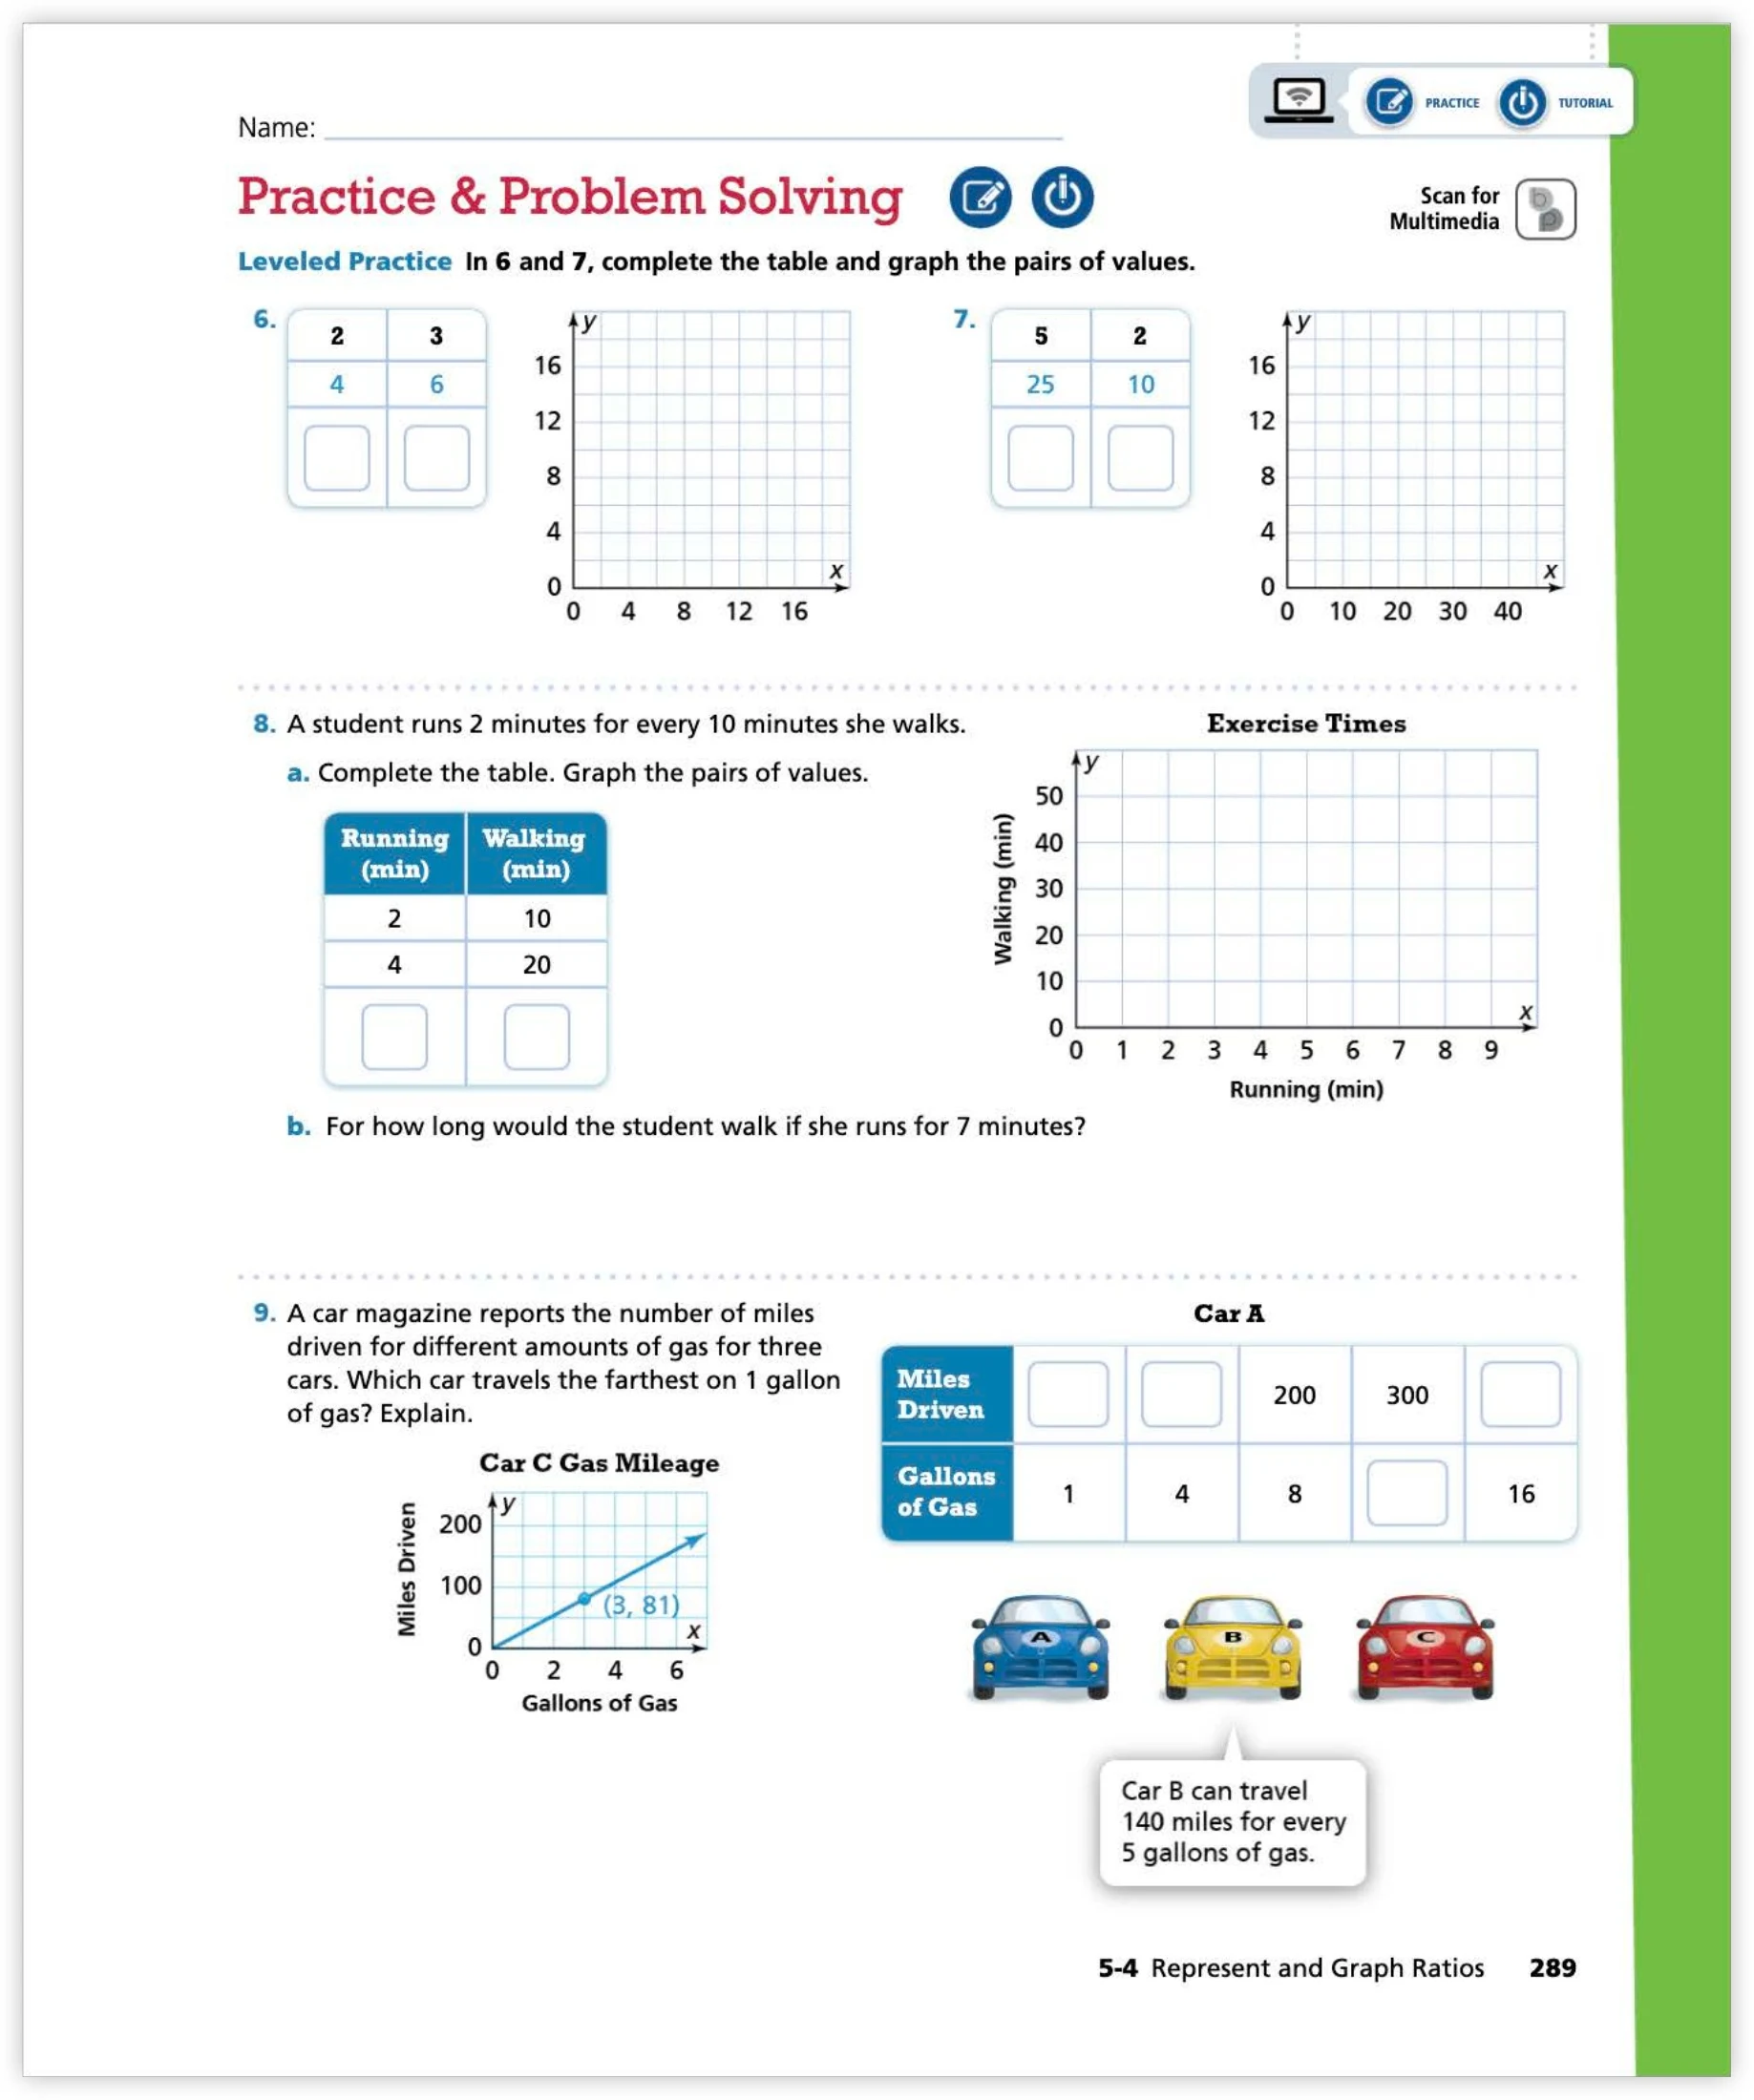 PRACTICE
TUTORIAL
Name:
Practice & Problem Solving
Scan for
Multimedia
Leveled Practice In 6 and 7, complete the table and graph the pairs of values.
6.
2 3
4 6
y
16
12
8
4
0
x
0 4 8 12 16
7.
5 2
25 10
y
16
12
8
4
0
x
0 10 20 30 40
8. A student runs 2 minutes for every 10 minutes she walks.
a. Complete the table. Graph the pairs of values.
Running (min) Walking (min)
2 10
4 20
Exercise Times
y
Walking (min)
50
40
30
20
10
0
x
0 1 2 3 4 5 6 7 8 9
Running (min)
b. For how long would the student walk if she runs for 7 minutes?
9. A car magazine reports the number of miles
driven for different amounts of gas for three
cars. Which car travels the farthest on 1 gallon
of gas? Explain.
Car C Gas Mileage
y
Miles Driven
200
100
0
(3, 81)
x
0 2 4 6
Gallons of Gas
Car A
Miles
Driven
200 300
Gallons
of Gas
1 4 8 16
A B C
Car B can travel
140 miles for every
5 gallons of gas.
5-4 Represent and Graph Ratios 289